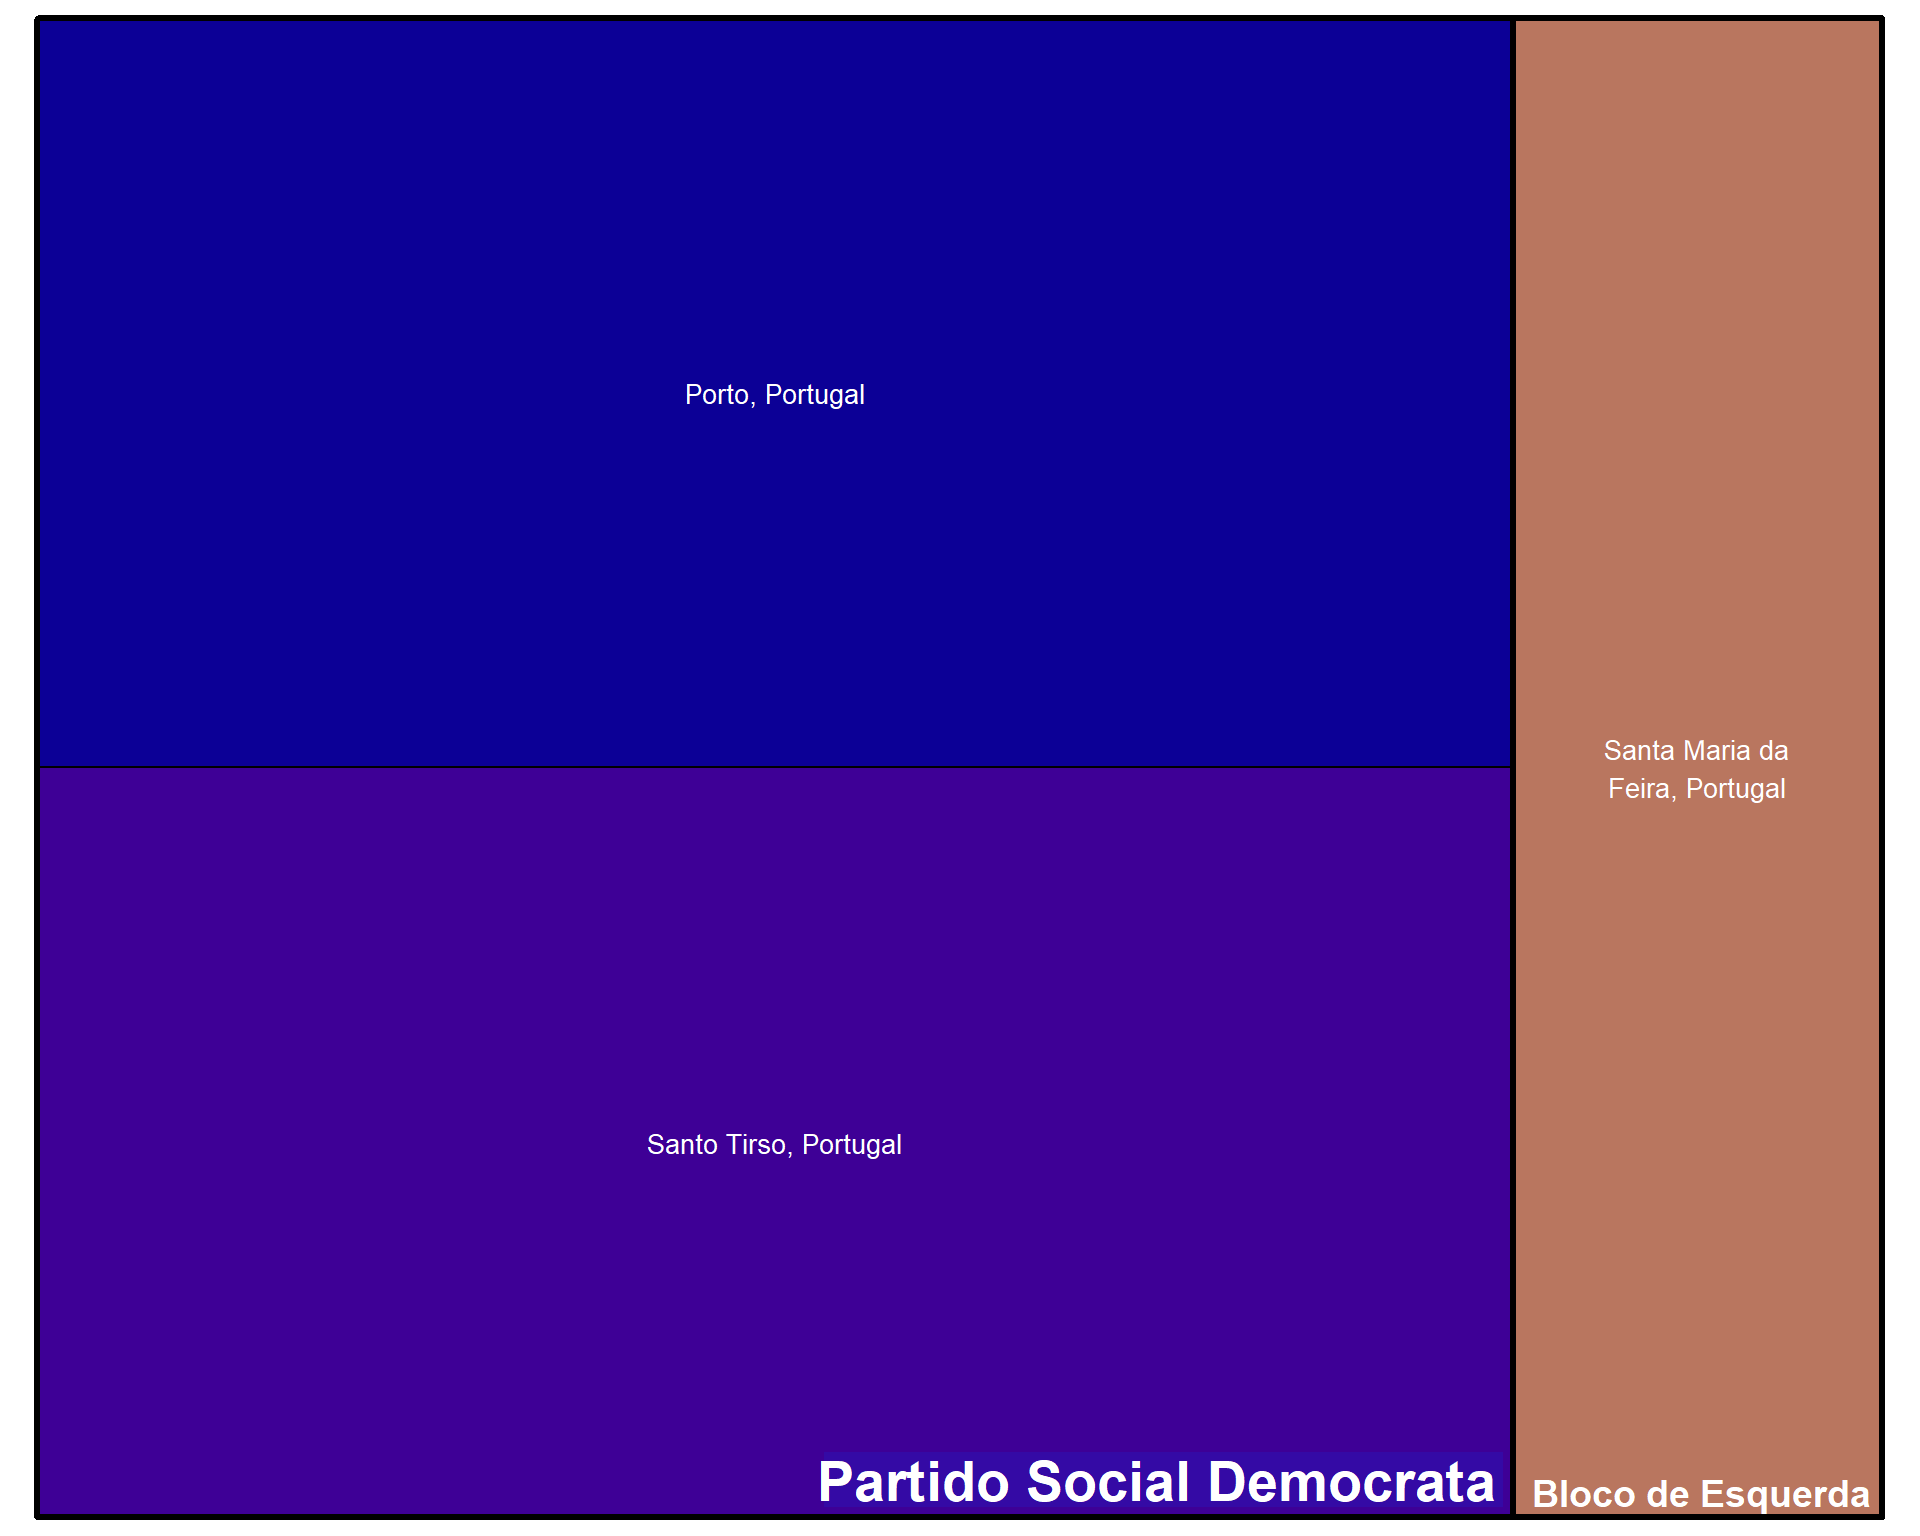 Porto, Portugal
Santo Tirso, Portugal
Partido Social Democrata
Santa Maria da
Feira, Portugal
Bloco de Esquerda